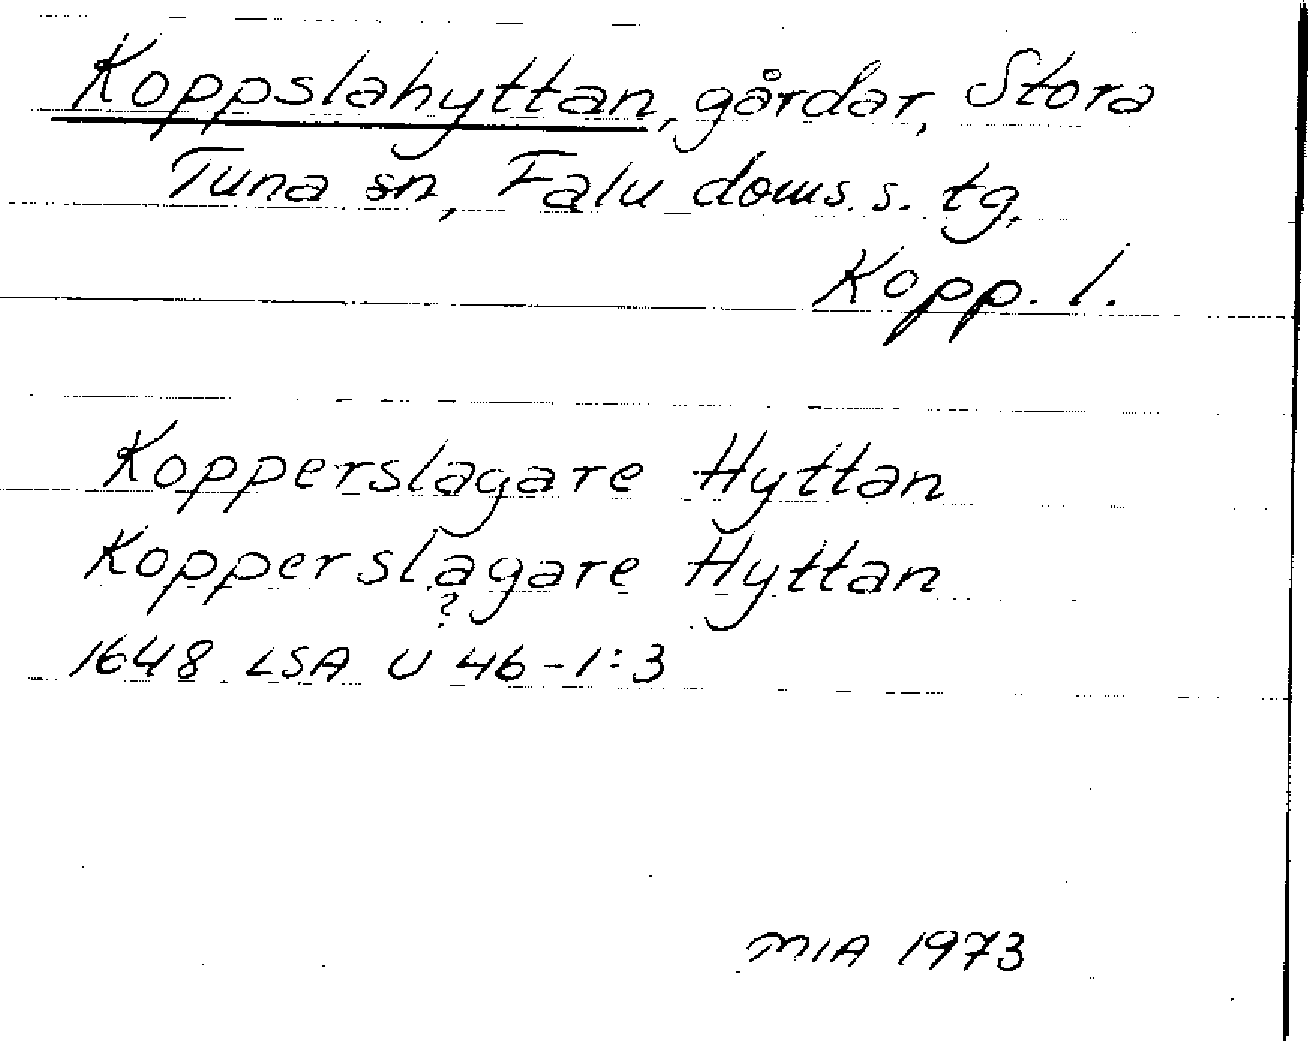 Koppslahyttan, gårdar, Stora
Tuna sn, Falu doms. s. tg,
Kopp. l.
Kopperslagare Hyttan
Kopperslagare Hyttan
?
1648 LSA U 46-1:3
MIA 1973